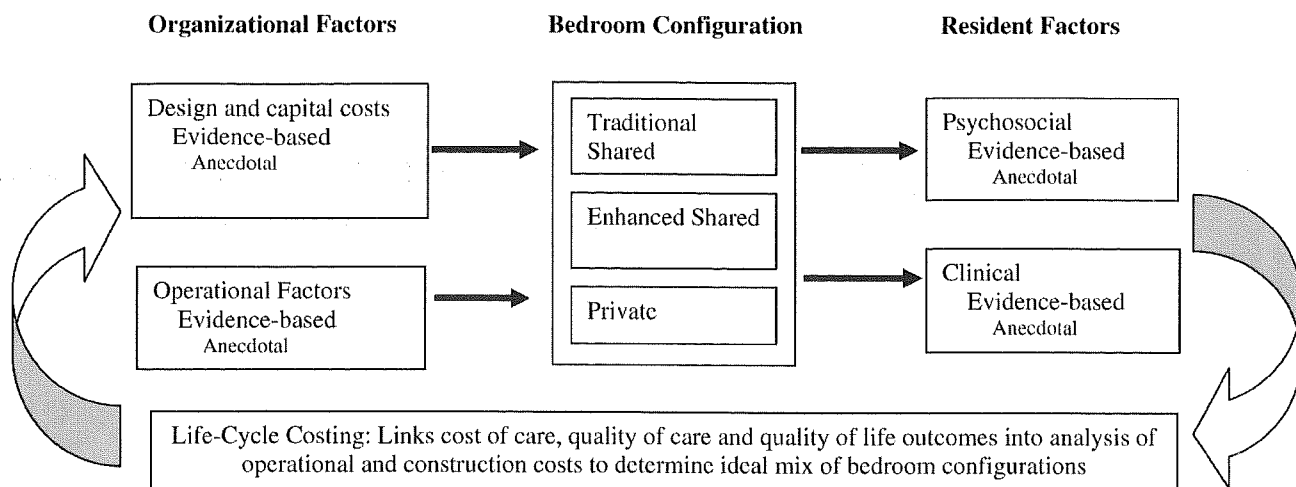 Organizational Factors
Bedroom Configuration
Resident Factors
Design and capital costs
Evidence-based
Anecdotal
Operational Factors
Evidence-based
Anecdotal
Traditional
Shared
Enhanced Shared
Private
Psychosocial
Evidence-based
Anecdotal
Clinical
Evidence-based
Anecdotal
Life-Cycle Costing: Links cost of care, quality of care and quality of life outcomes into analysis of
operational and construction costs to determine ideal mix of bedroom configurations